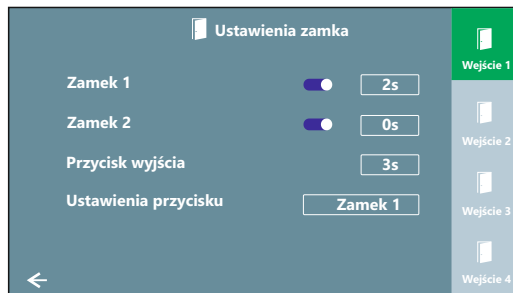 Ustawienia zamka
Zamek 1 2s
Zamek 2 0s
Przycisk wyjścia 3s
Ustawienia przycisku Zamek 1
Wejście 1
Wejście 2
Wejście 3
Wejście 4